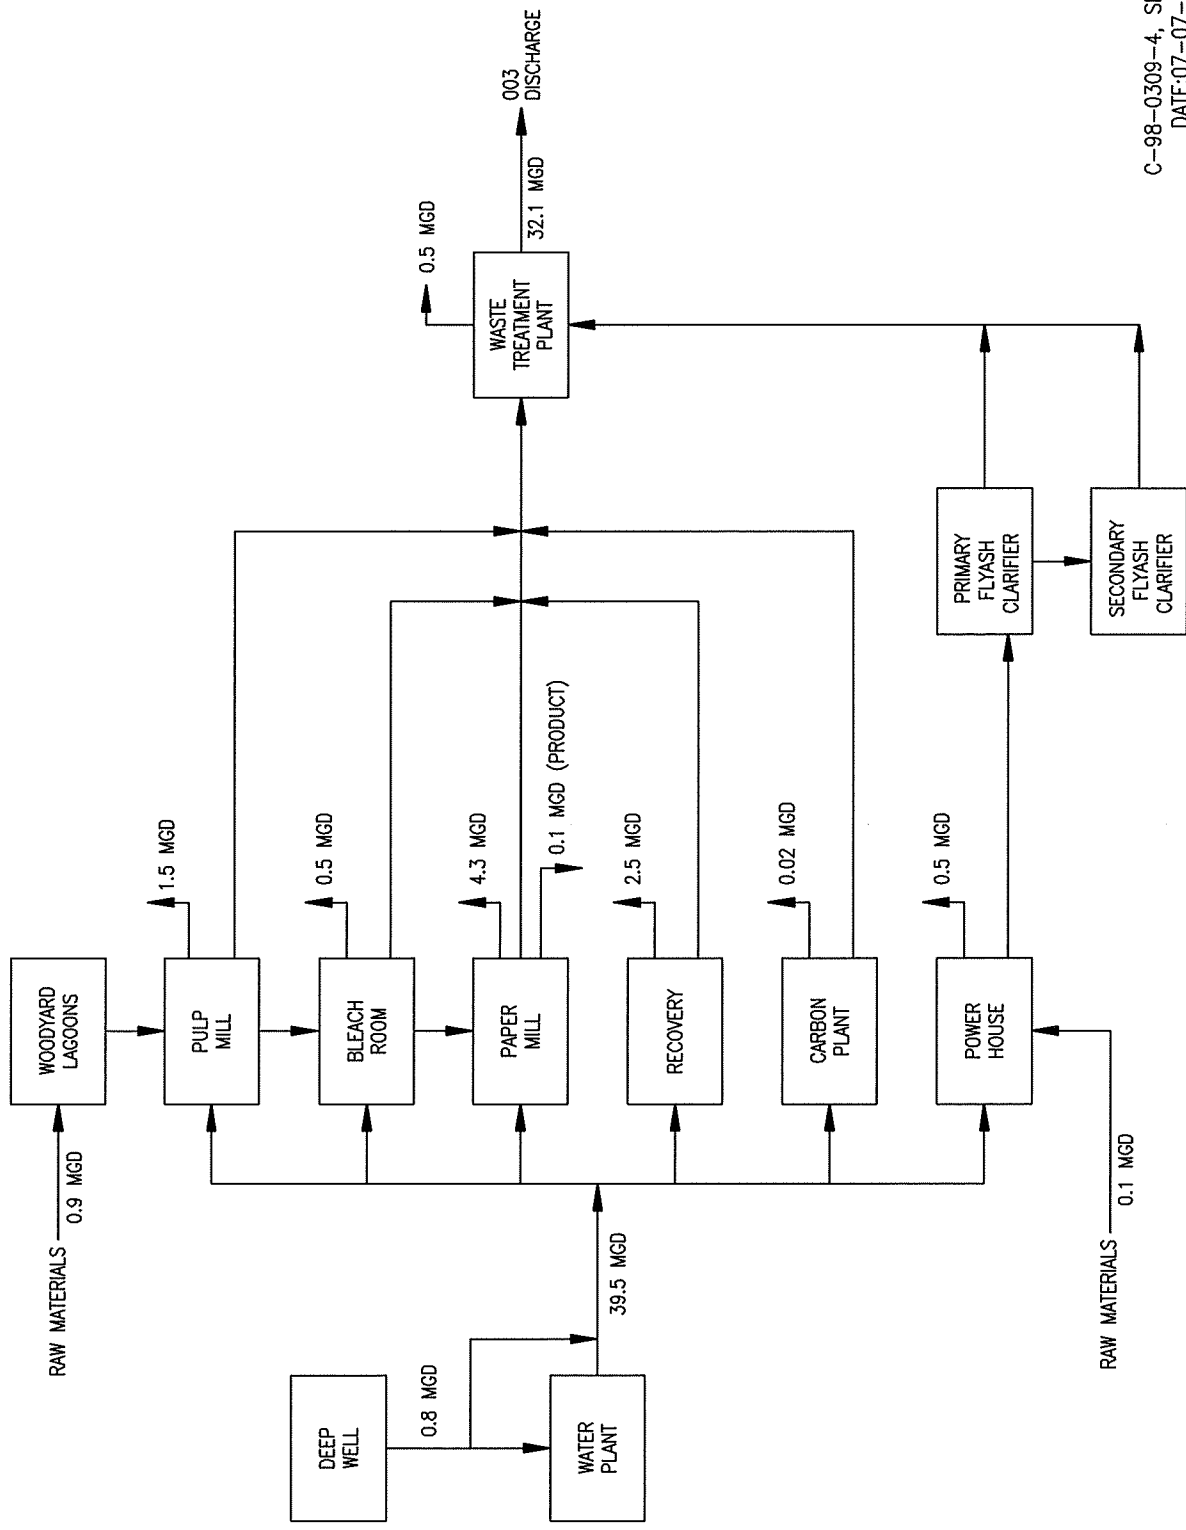 RAW MATERIALS
0.9 MGD
WOODYARD
LAGOONS
PULP
MILL
1.5 MGD
BLEACH
ROOM
0.5 MGD
PAPER
MILL
4.3 MGD
0.1 MGD (PRODUCT)
RECOVERY
2.5 MGD
CARBON
PLANT
0.02 MGD
POWER
HOUSE
0.5 MGD
RAW MATERIALS
0.1 MGD
DEEP
WELL
0.8 MGD
WATER
PLANT
39.5 MGD
PRIMARY
FLYASH
CLARIFIER
SECONDARY
FLYASH
CLARIFIER
WASTE
TREATMENT
PLANT
0.5 MGD
32.1 MGD
003
DISCHARGE
C-98-0309-4,
DATE:07-07-